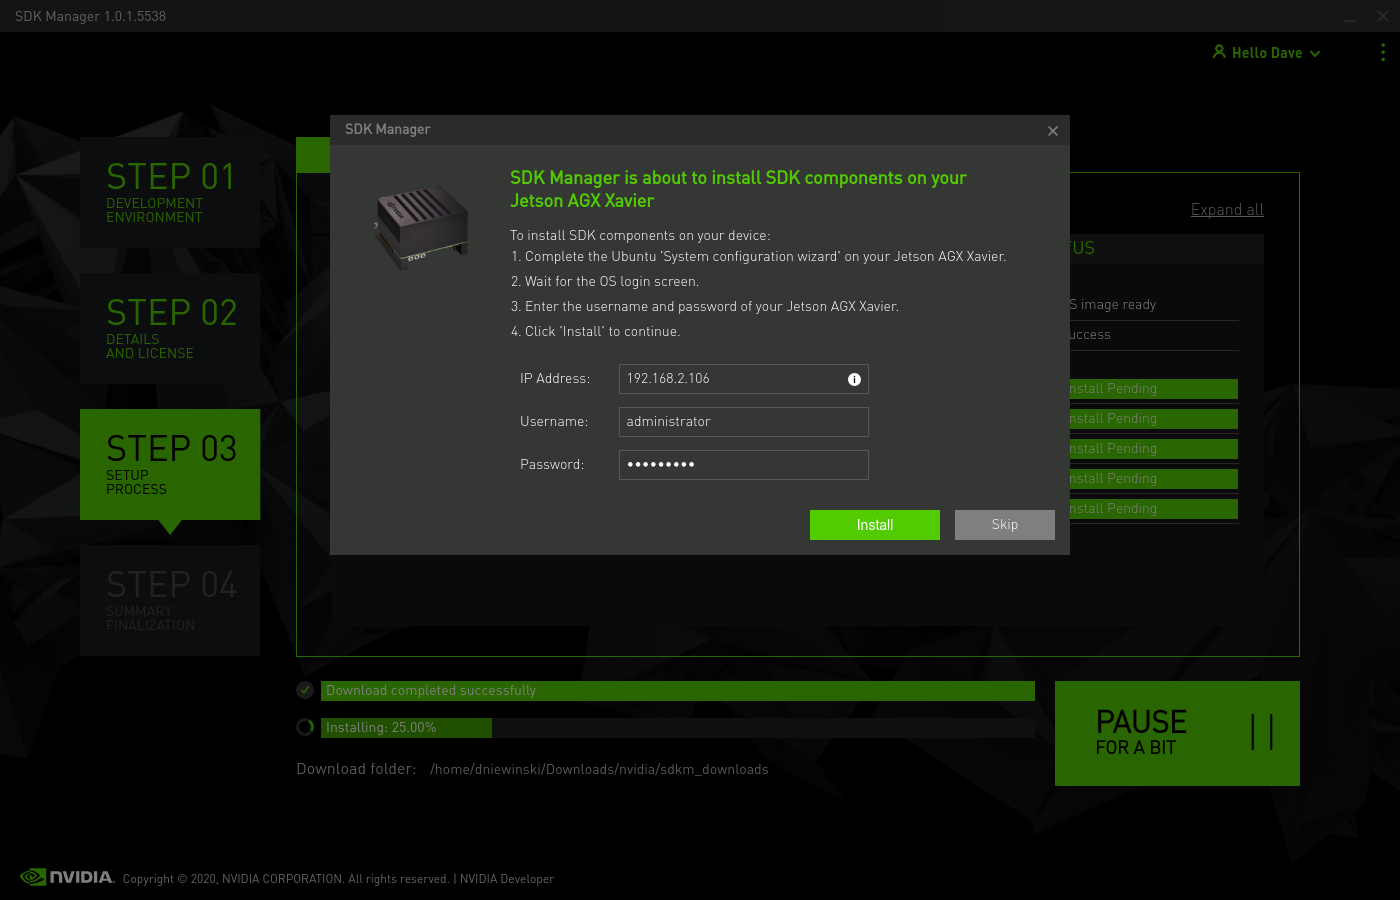 SDK Manager 1.0.1.5538
Hello Dave
STEP 01
DEVELOPMENT
ENVIRONMENT
STEP 02
DETAILS
AND LICENSE
STEP 03
SETUP
PROCESS
STEP 04
SUMMARY
FINALIZATION
SDK Manager
SDK Manager is about to install SDK components on your
Jetson AGX Xavier
To install SDK components on your device:
1. Complete the Ubuntu 'System configuration wizard' on your Jetson AGX Xavier.
2. Wait for the OS login screen.
3. Enter the username and password of your Jetson AGX Xavier.
4. Click 'Install' to continue.
IP Address: 192.168.2.106
Username: administrator
Password: •••••••••
Install Skip
Expand all
TUS
S image ready
uccess
nstall Pending
nstall Pending
nstall Pending
nstall Pending
nstall Pending
Download completed successfully
Installing: 25.00%
Download folder: /home/dniewinski/Downloads/nvidia/sdkm_downloads
PAUSE
FOR A BIT
NVIDIA. Copyright © 2020, NVIDIA CORPORATION. All rights reserved. | NVIDIA Developer